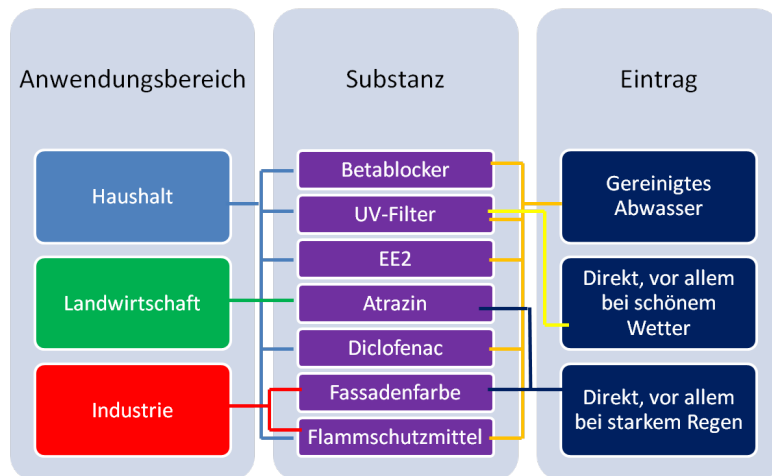 Anwendungsbereich
Haushalt
Landwirtschaft
Industrie
Substanz
Betablocker
UV-Filter
EE2
Atrazin
Diclofenac
Fassadenfarbe
Flammschutzmittel
Eintrag
Gereinigtes
Abwasser
Direkt, vor allem
bei schönem
Wetter
Direkt, vor allem
bei starkem Regen